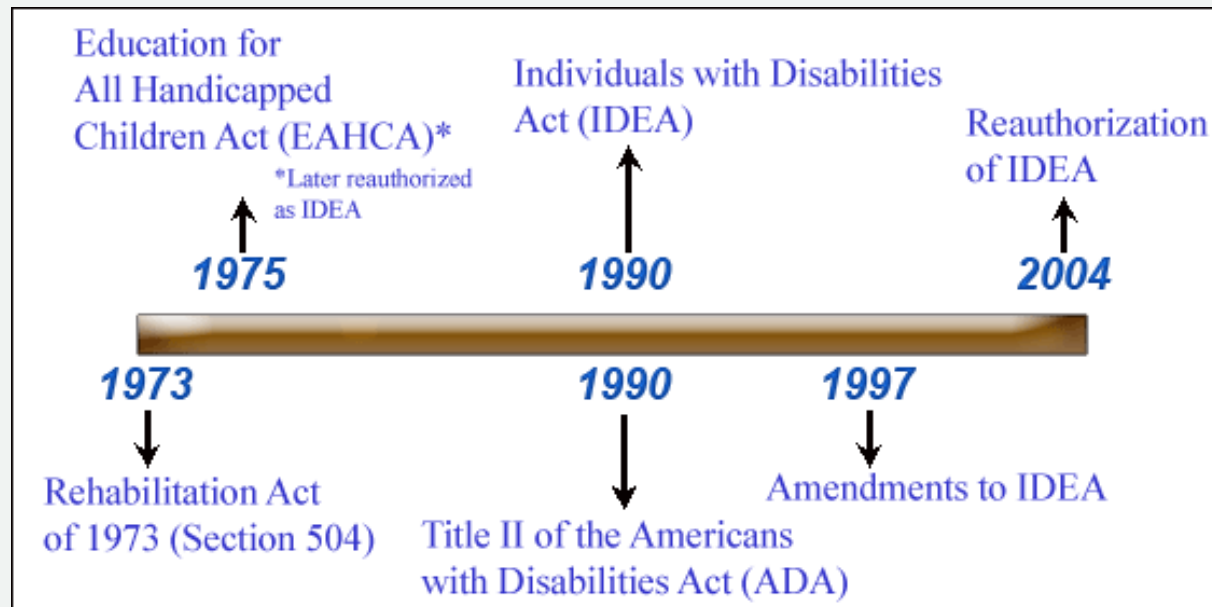 Education for
All Handicapped
Children Act (EAHCA)*
*Later reauthorized
as IDEA
Individuals with Disabilities
Act (IDEA)
Reauthorization
of IDEA
1975
1990
2004
1973
1990
1997
Rehabilitation Act
of 1973 (Section 504)
Title II of the Americans
with Disabilities Act (ADA)
Amendments to IDEA